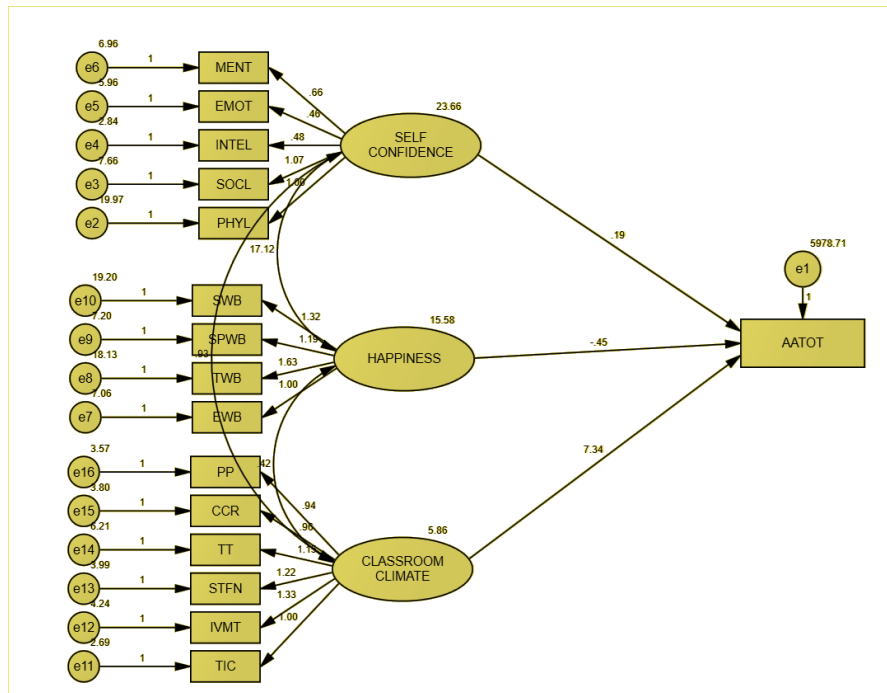 6.96
e6
1
MENT
.66
5.96
e5
1
EMOT
.46
2.84
e4
1
INTEL
.48
7.66
e3
1
SOCL
1.07
19.97
e2
1
PHYL
1.00
23.66
SELF
CONFIDENCE
17.12
.19
5978.71
e1
1
AATOT
19.20
e10
1
SWB
1.32
7.20
e9
1
SPWB
1.19
18.13
e8
1
TWB
1.63
.93
7.06
e7
1
EWB
1.00
15.58
HAPPINESS
-.45
3.57
e16
1
PP
.42
.94
3.80
e15
1
CCR
.96
6.21
e14
1
TT
3.99
e13
1
STFN
1.22
4.24
e12
1
IVMT
1.33
2.69
e11
1
TIC
1.00
5.86
CLASSROOM
CLIMATE
7.34